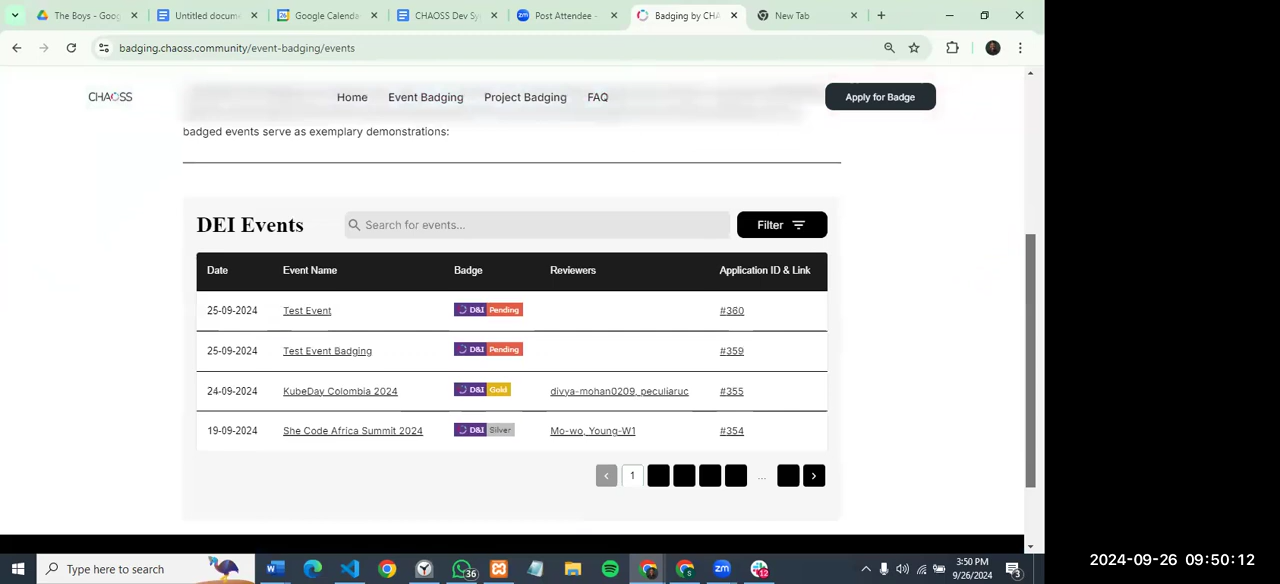 The Boys - Goog
Untitled docum
Google Calenda
CHAOSS Dev Sy
Post Attendee -
Badging by CHA
New Tab
badging.chaoss.community/event-badging/events
CHAOSS
Home
Event Badging
Project Badging
FAQ
Apply for Badge
badged events serve as exemplary demonstrations:
DEI Events
Search for events...
Filter
Date Event Name Badge Reviewers Application ID & Link
25-09-2024 Test Event D&I Pending #360
25-09-2024 Test Event Badging D&I Pending #359
24-09-2024 KubeDay Colombia 2024 D&I Gold divya-mohan0209, peculiaruc #355
19-09-2024 She Code Africa Summit 2024 D&I Silver Mo-wo, Young-W1 #354
< 1 ... >
Type here to search
36
12
3:50 PM
9/26/2024
3
2024-09-26 09:50:12